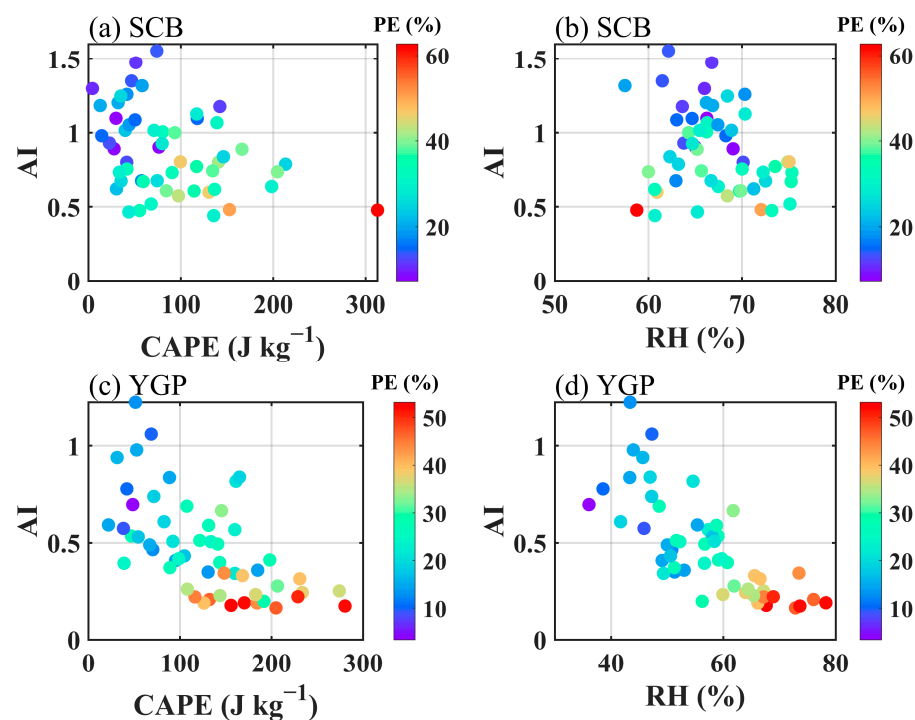 (a) SCB
PE (%)
1.5
1
0.5
0
AI
0
100
200
300
CAPE (J kg⁻¹)
60
40
20
(b) SCB
PE (%)
1.5
1
0.5
0
AI
50
60
70
80
RH (%)
60
40
20
(c) YGP
PE (%)
1
0.5
0
AI
0
100
200
300
CAPE (J kg⁻¹)
50
40
30
20
10
(d) YGP
PE (%)
1
0.5
0
AI
40
60
80
RH (%)
50
40
30
20
10